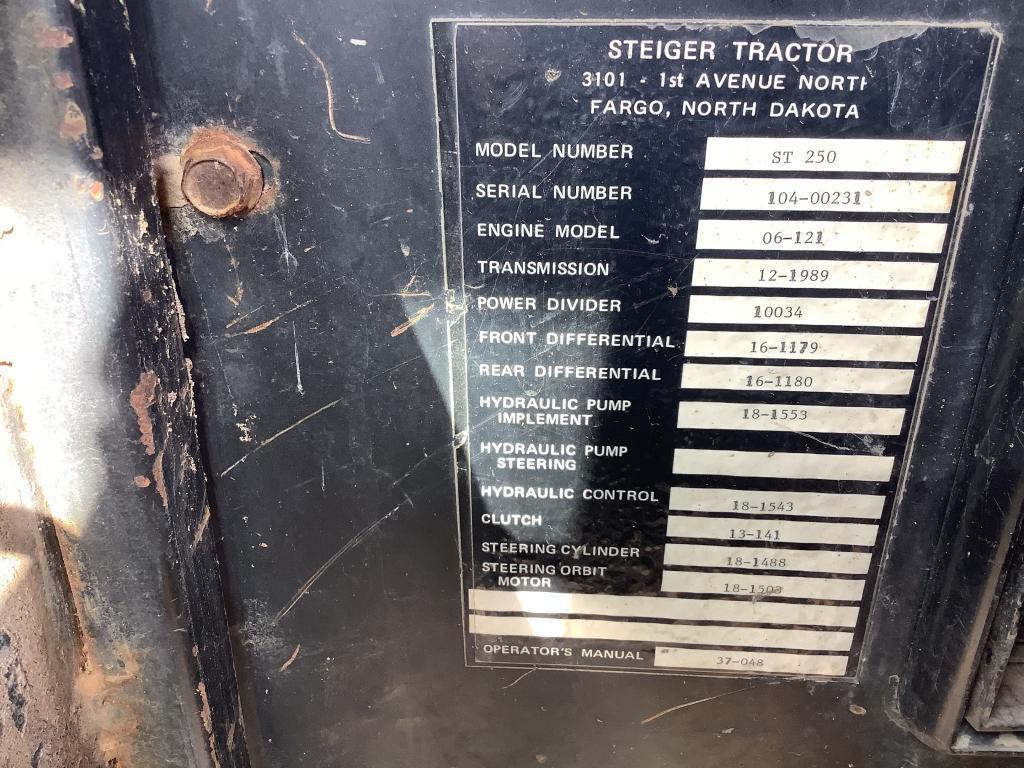 STEIGER TRACTOR
3101 - 1st AVENUE NORTH
FARGO, NORTH DAKOTA
MODEL NUMBER ST 250
SERIAL NUMBER 104-00231
ENGINE MODEL 06-121
TRANSMISSION 12-1989
POWER DIVIDER 10034
FRONT DIFFERENTIAL 16-1179
REAR DIFFERENTIAL 16-1180
HYDRAULIC PUMP
IMPLEMENT 18-1553
HYDRAULIC PUMP
STEERING
HYDRAULIC CONTROL 18-1543
CLUTCH 13-141
STEERING CYLINDER 18-1488
STEERING ORBIT
MOTOR 18-1503
OPERATOR'S MANUAL 37-048